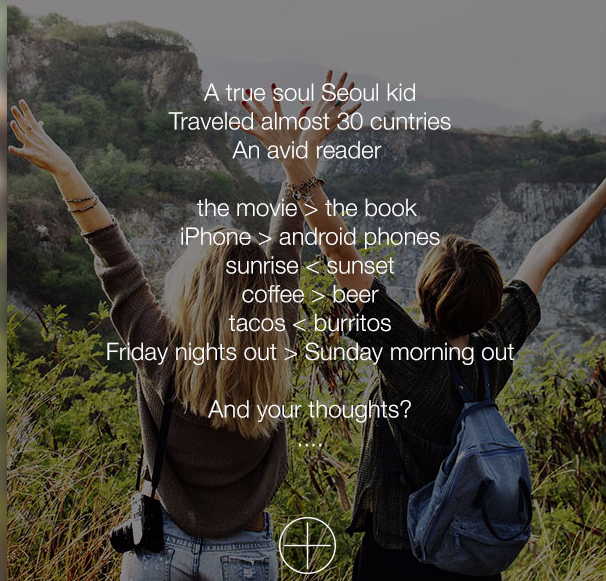 A true soul Seoul kid
Traveled almost 30 cuntries
An avid reader
the movie > the book
iPhone > android phones
sunrise < sunset
coffee > beer
tacos < burritos
Friday nights out > Sunday morning out
And your thoughts?
....